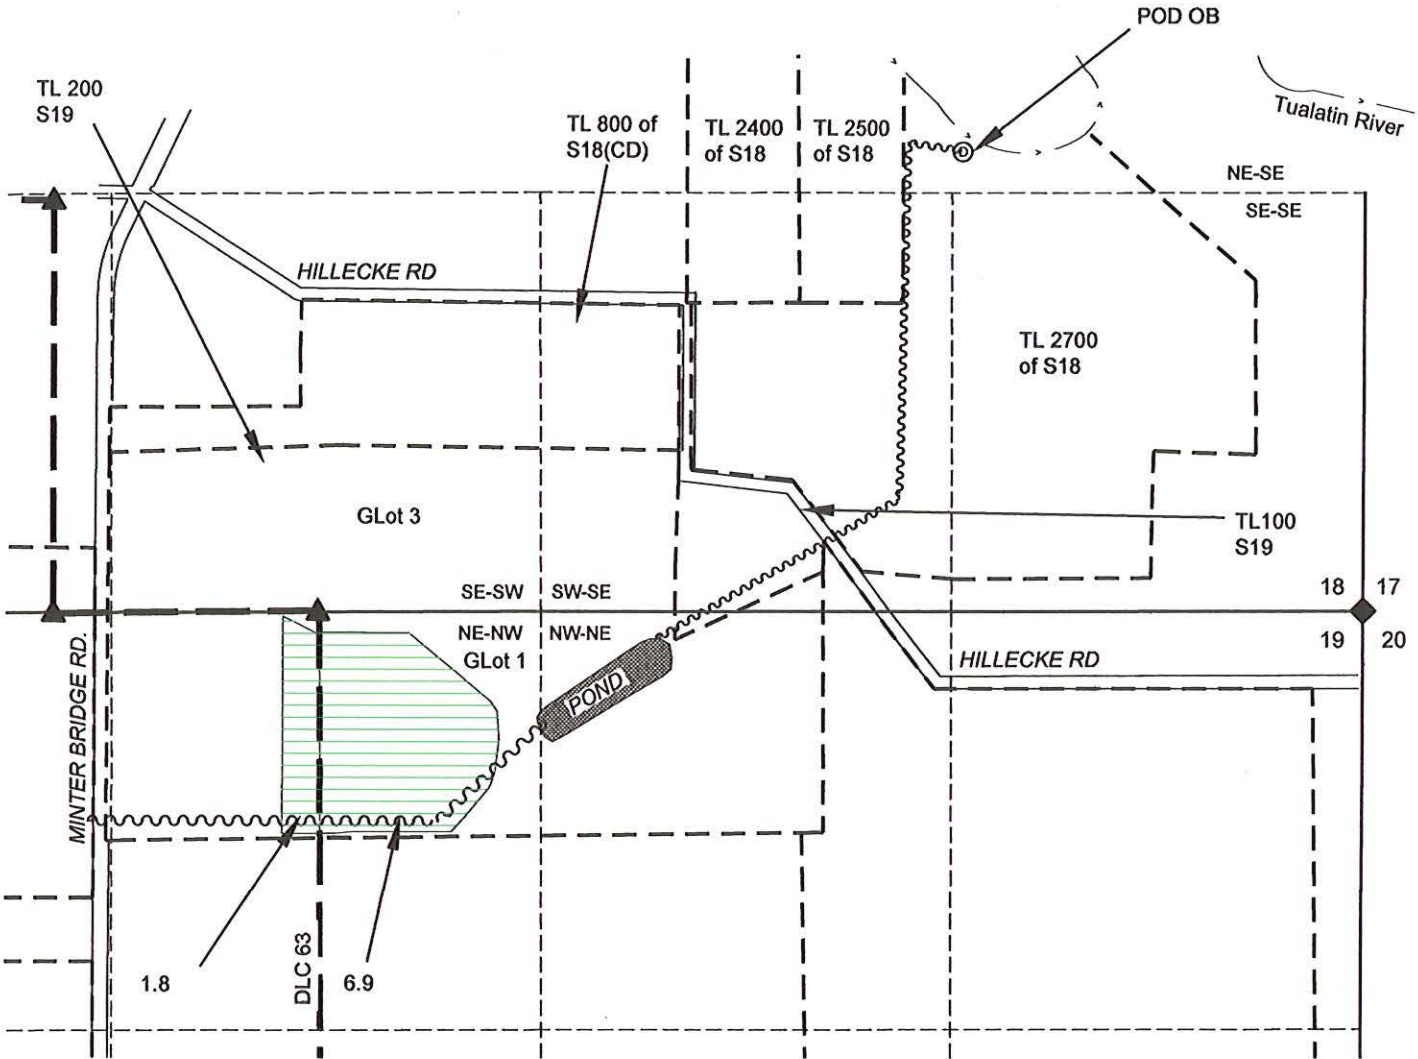 POD OB
TL 200
S19
TL 800 of
S18(CD)
TL 2400
of S18
TL 2500
of S18
Tualatin River
NE-SE
SE-SE
HILLECKE RD
TL 2700
of S18
GLot 3
TL100
S19
SE-SW
SW-SE
18
17
NE-NW
NW-NE
19
20
GLot 1
HILLECKE RD
MINTER BRIDGE RD.
POND
1.8
DLC 63
6.9